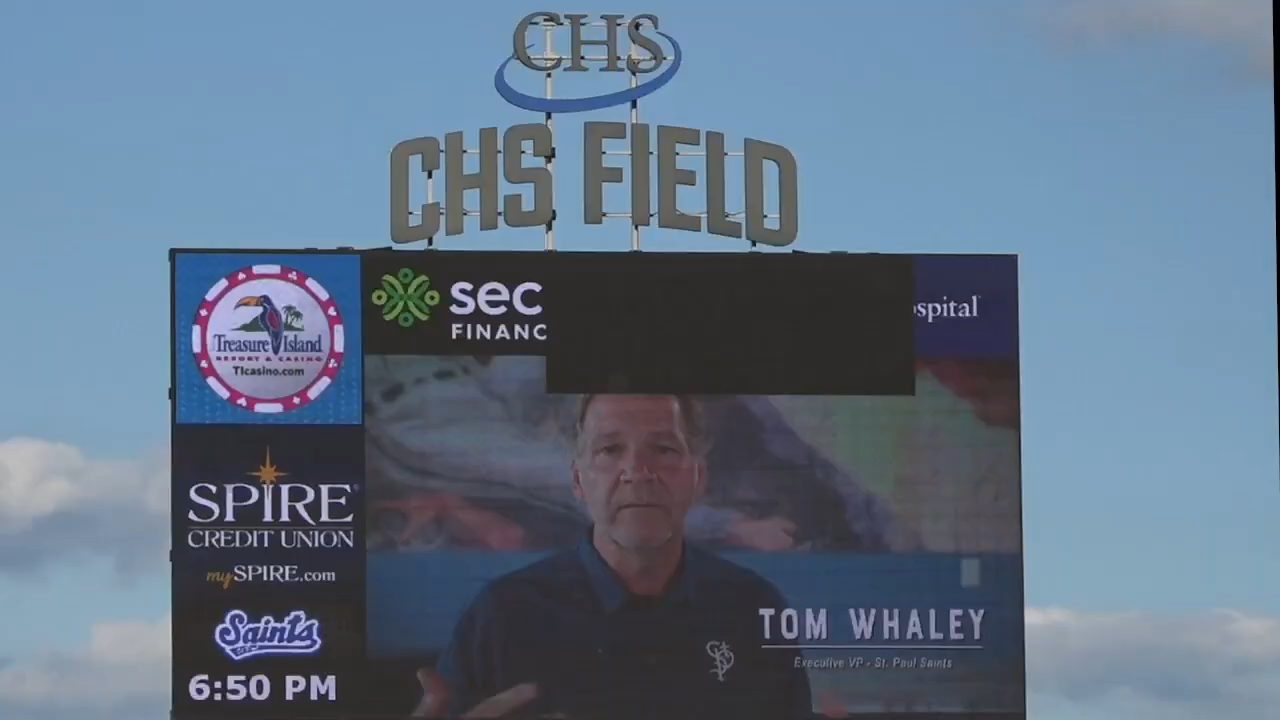 CHS
CHS FIELD
Treasure Island
RESORT & CASINO
TIcasino.com
SPIRE
CREDIT UNION
mySPIRE.com
Saints
6:50 PM
sec
FINANC
spital
TOM WHALEY
Executive VP - St. Paul Saints